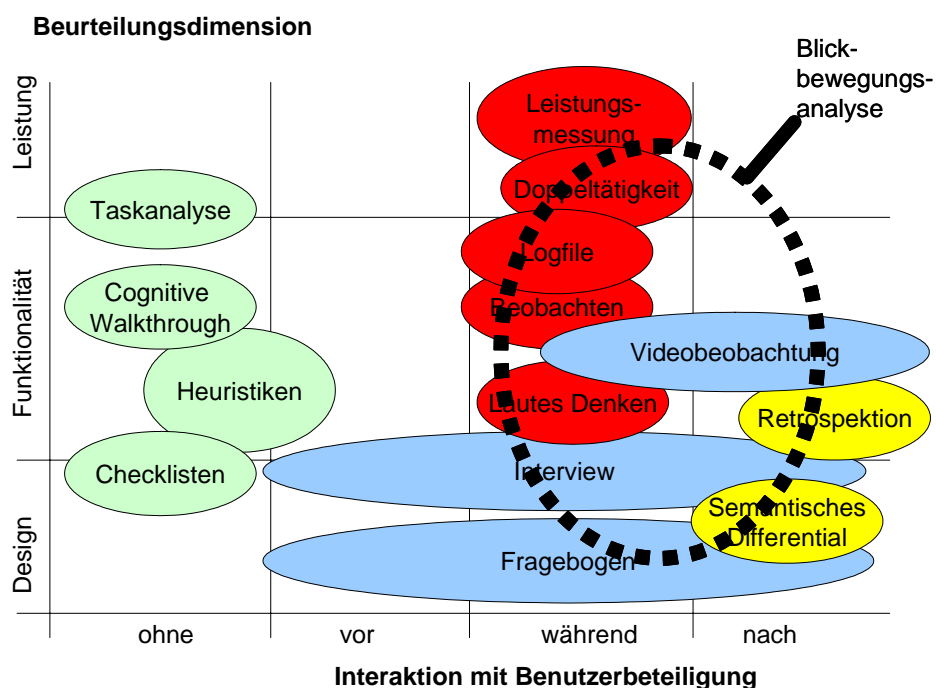 Beurteilungsdimension
Blick-
bewegungs-
analyse
Leistung
Leistungs-
messung
Doppeltätigkeit
Taskanalyse
Funktionalität
Logfile
Cognitive
Walkthrough
Beobachten
Videobeobachtung
Heuristiken
Lautes Denken
Retrospektion
Design
Checklisten
Interview
Semantisches
Differential
Fragebogen
ohne
vor
während
nach
Interaktion mit Benutzerbeteiligung